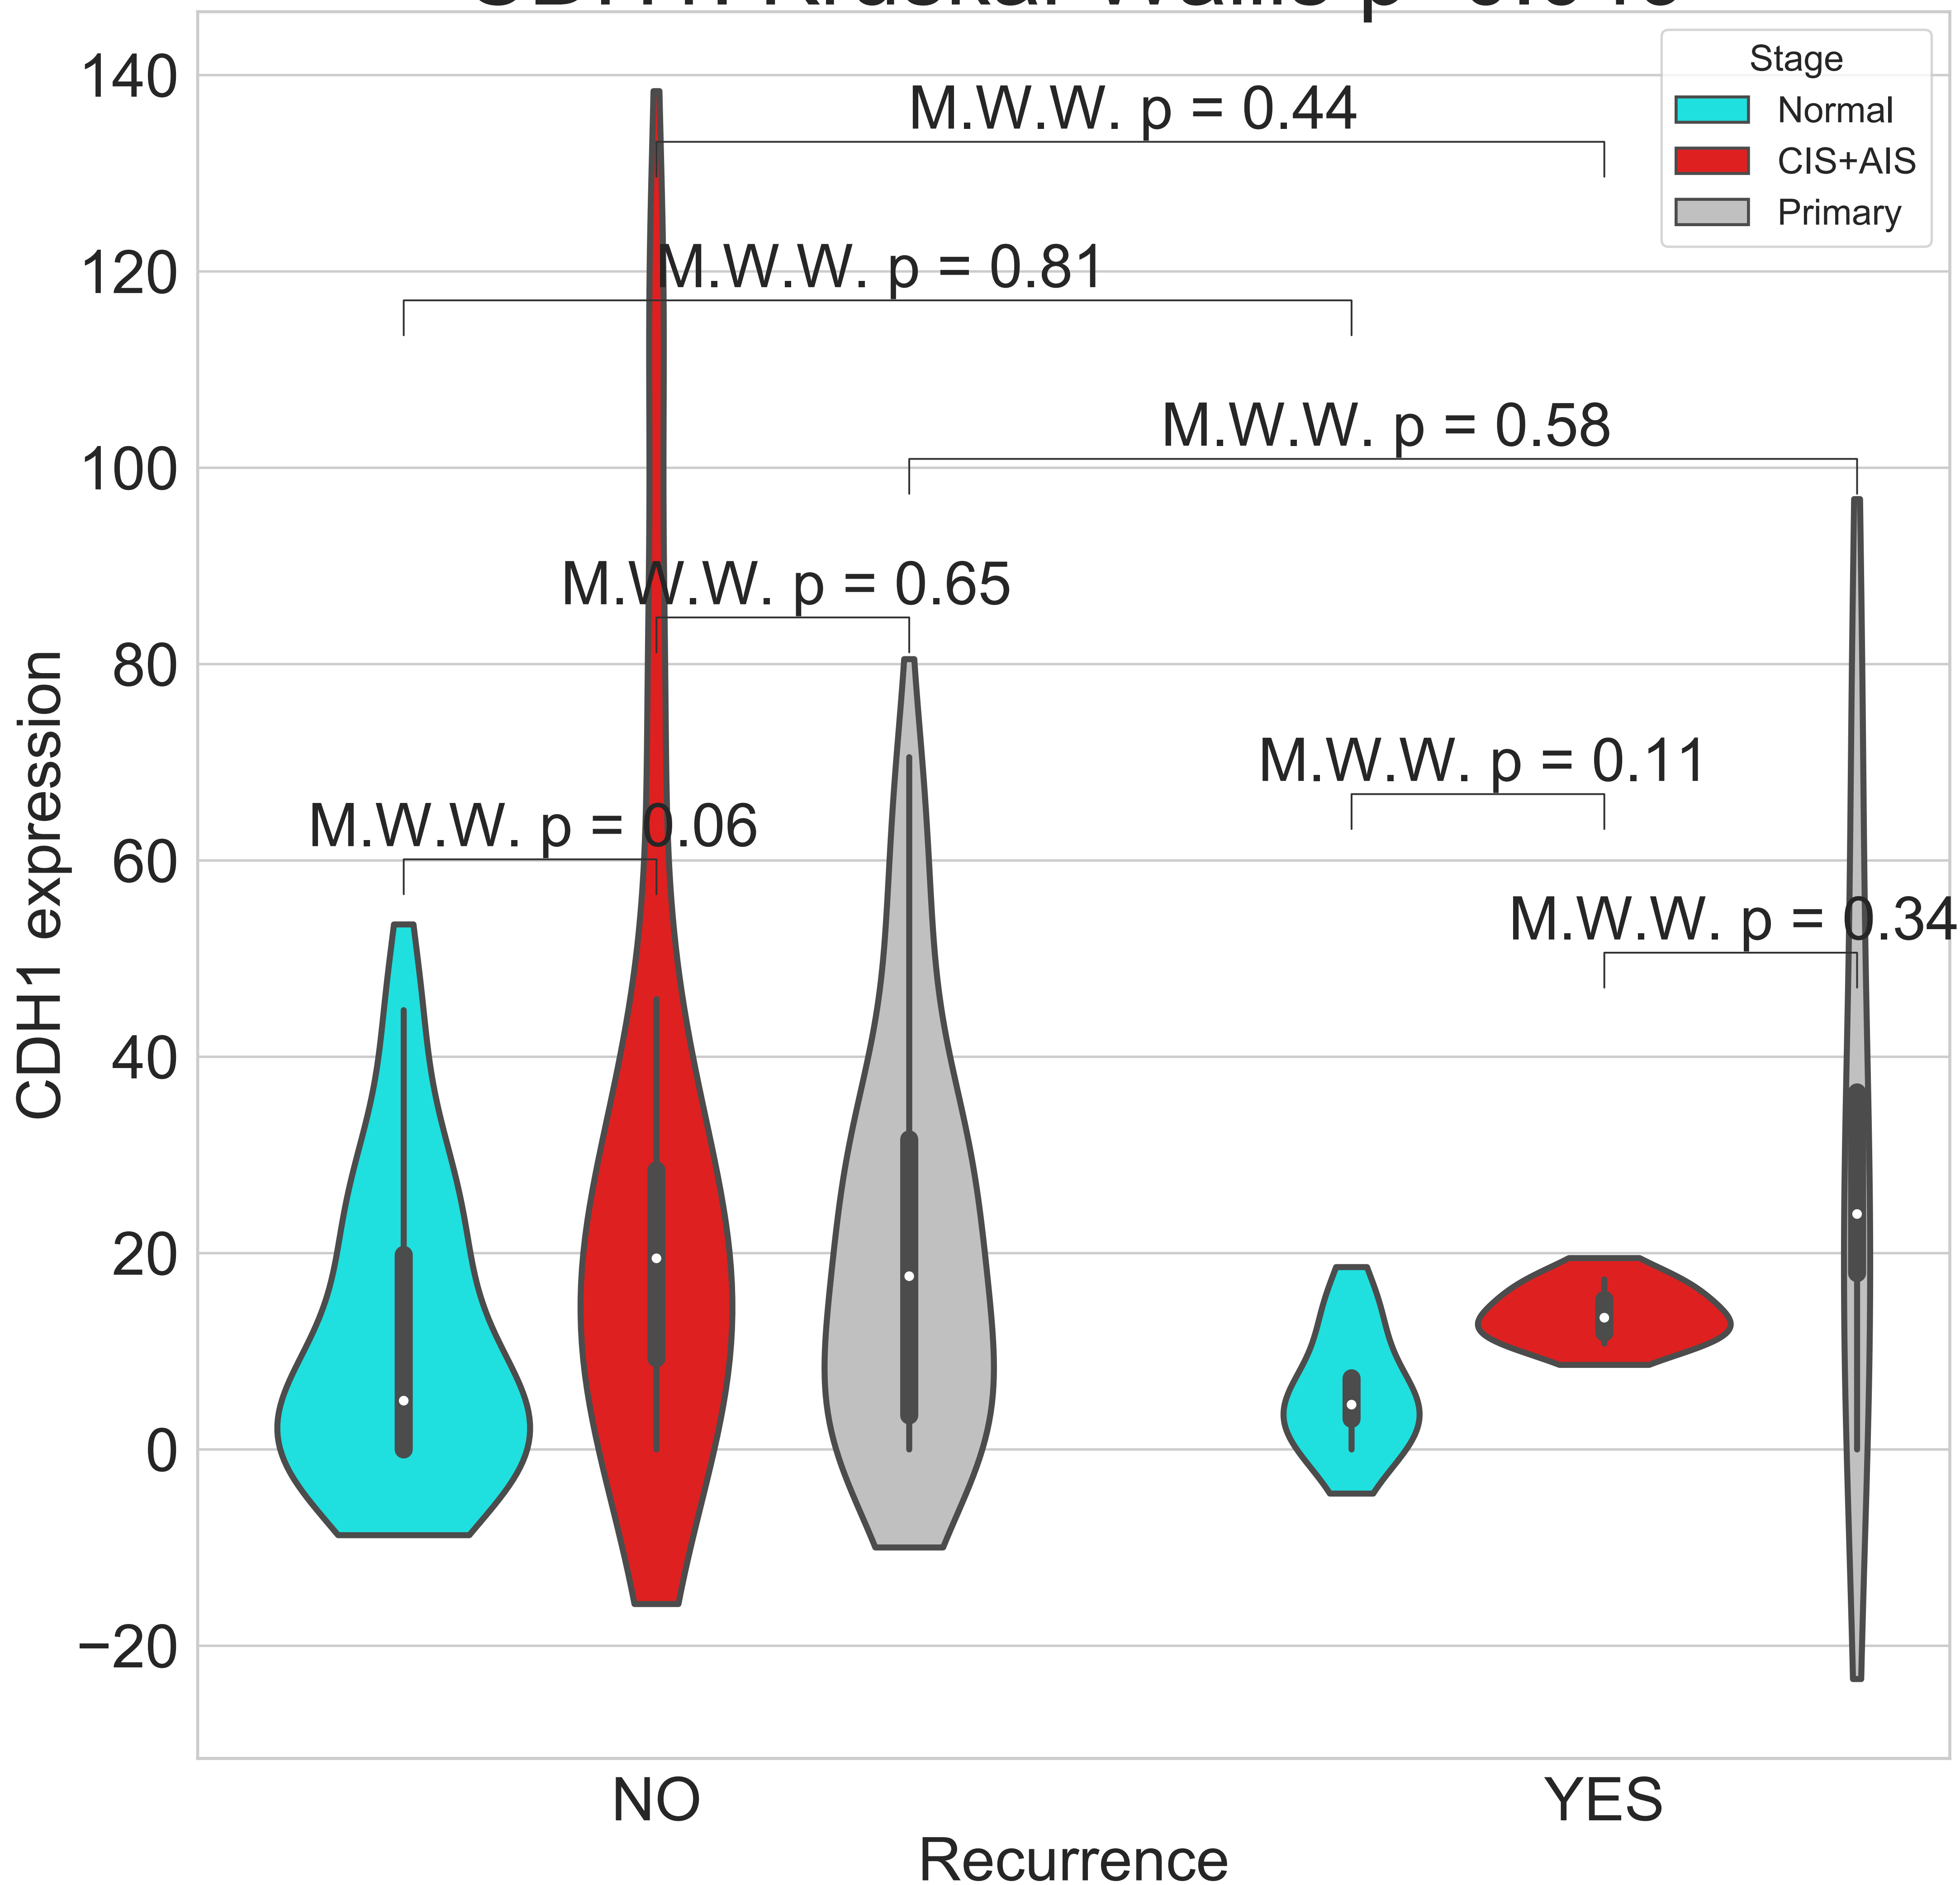 Stage
Normal
CIS+AIS
Primary
M.W.W. p = 0.44
M.W.W. p = 0.81
M.W.W. p = 0.58
M.W.W. p = 0.65
M.W.W. p = 0.11
M.W.W. p = 0.06
M.W.W. p = 0.34
140
120
100
80
60
40
20
0
−20
CDH1 expression
NO
YES
Recurrence